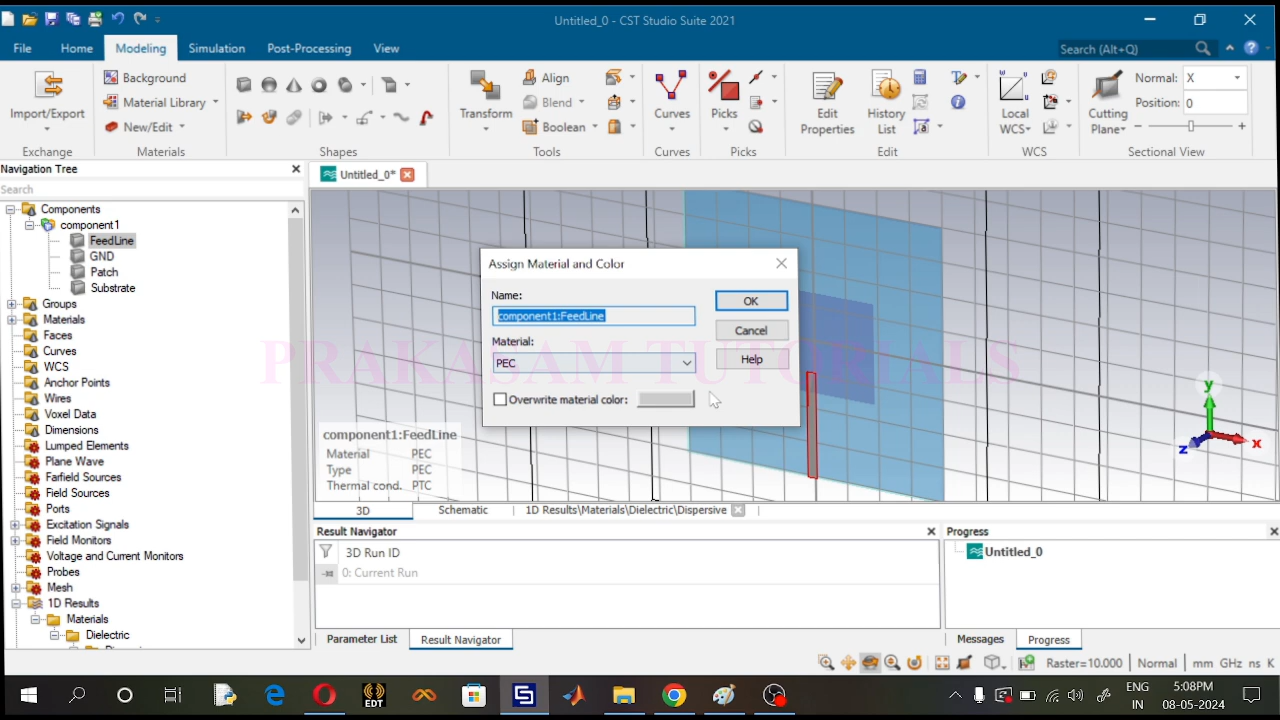 Untitled_0 - CST Studio Suite 2021
File Home Modeling Simulation Post-Processing View Search (Alt+Q)
Import/Export
Exchange
Background
Material Library
New/Edit
Materials
Shapes
Transform
Align
Blend
Boolean
Tools
Curves
Curves
Picks
Picks
Edit Properties
History List
Edit
Local WCS
WCS
Cutting Plane
Normal: X
Position: 0
Sectional View
Navigation Tree
Search
Components
component1
FeedLine
GND
Patch
Substrate
Groups
Materials
Faces
Curves
WCS
Anchor Points
Wires
Voxel Data
Dimensions
Lumped Elements
Plane Wave
Farfield Sources
Field Sources
Ports
Excitation Signals
Field Monitors
Voltage and Current Monitors
Probes
Mesh
1D Results
Materials
Dielectric
Untitled_0*
Assign Material and Color
Name:
component1:FeedLine
Material:
PEC
Overwrite material color:
OK
Cancel
Help
PRAKASAM TUTORIALS
component1:FeedLine
Material PEC
Type PEC
Thermal cond. PTC
y
x
z
3D Schematic 1D Results\Materials\Dielectric\Dispersive
Result Navigator
3D Run ID
0: Current Run
Parameter List Result Navigator
Progress
Untitled_0
Messages Progress
Raster=10.000 Normal mm GHz ns K
EDT
ENG
IN
5:08PM
08-05-2024